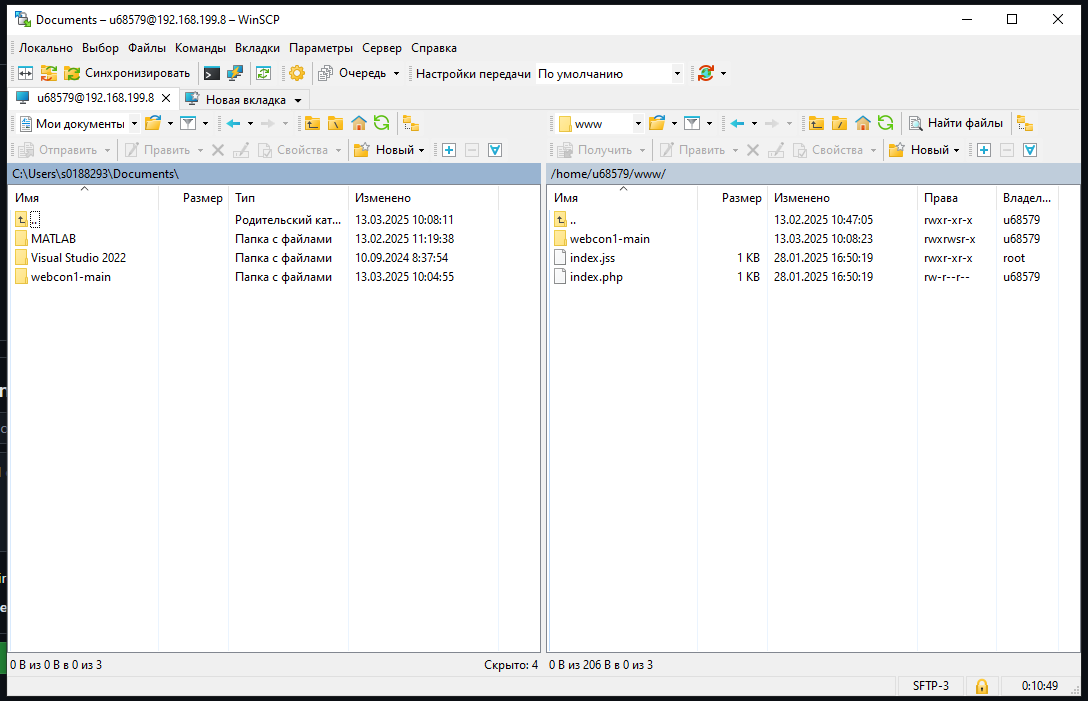 Documents – u68579@192.168.199.8 – WinSCP
Локально Выбор Файлы Команды Вкладки Параметры Сервер Справка
Синхронизировать Очередь Настройки передачи По умолчанию
u68579@192.168.199.8 Новая вкладка
Мои документы www Найти файлы
Отправить Править Свойства Новый Получить Править Свойства Новый
C:\Users\s0188293\Documents\ /home/u68579/www/
Имя Размер Тип Изменено Имя Размер Изменено Права Владел...
.. Родительский кат... 13.03.2025 10:08:11 .. 13.02.2025 10:47:05 rwxr-xr-x u68579
MATLAB Папка с файлами 13.02.2025 11:19:38 webcon1-main 13.03.2025 10:08:23 rwxrwsr-x u68579
Visual Studio 2022 Папка с файлами 10.09.2024 8:37:54 index.jss 1 KB 28.01.2025 16:50:19 rwxr-xr-x root
webcon1-main Папка с файлами 13.03.2025 10:04:55 index.php 1 KB 28.01.2025 16:50:19 rw-r--r-- u68579
0 B из 0 B в 0 из 3 Скрыто: 4 0 B из 206 B в 0 из 3
SFTP-3 0:10:49